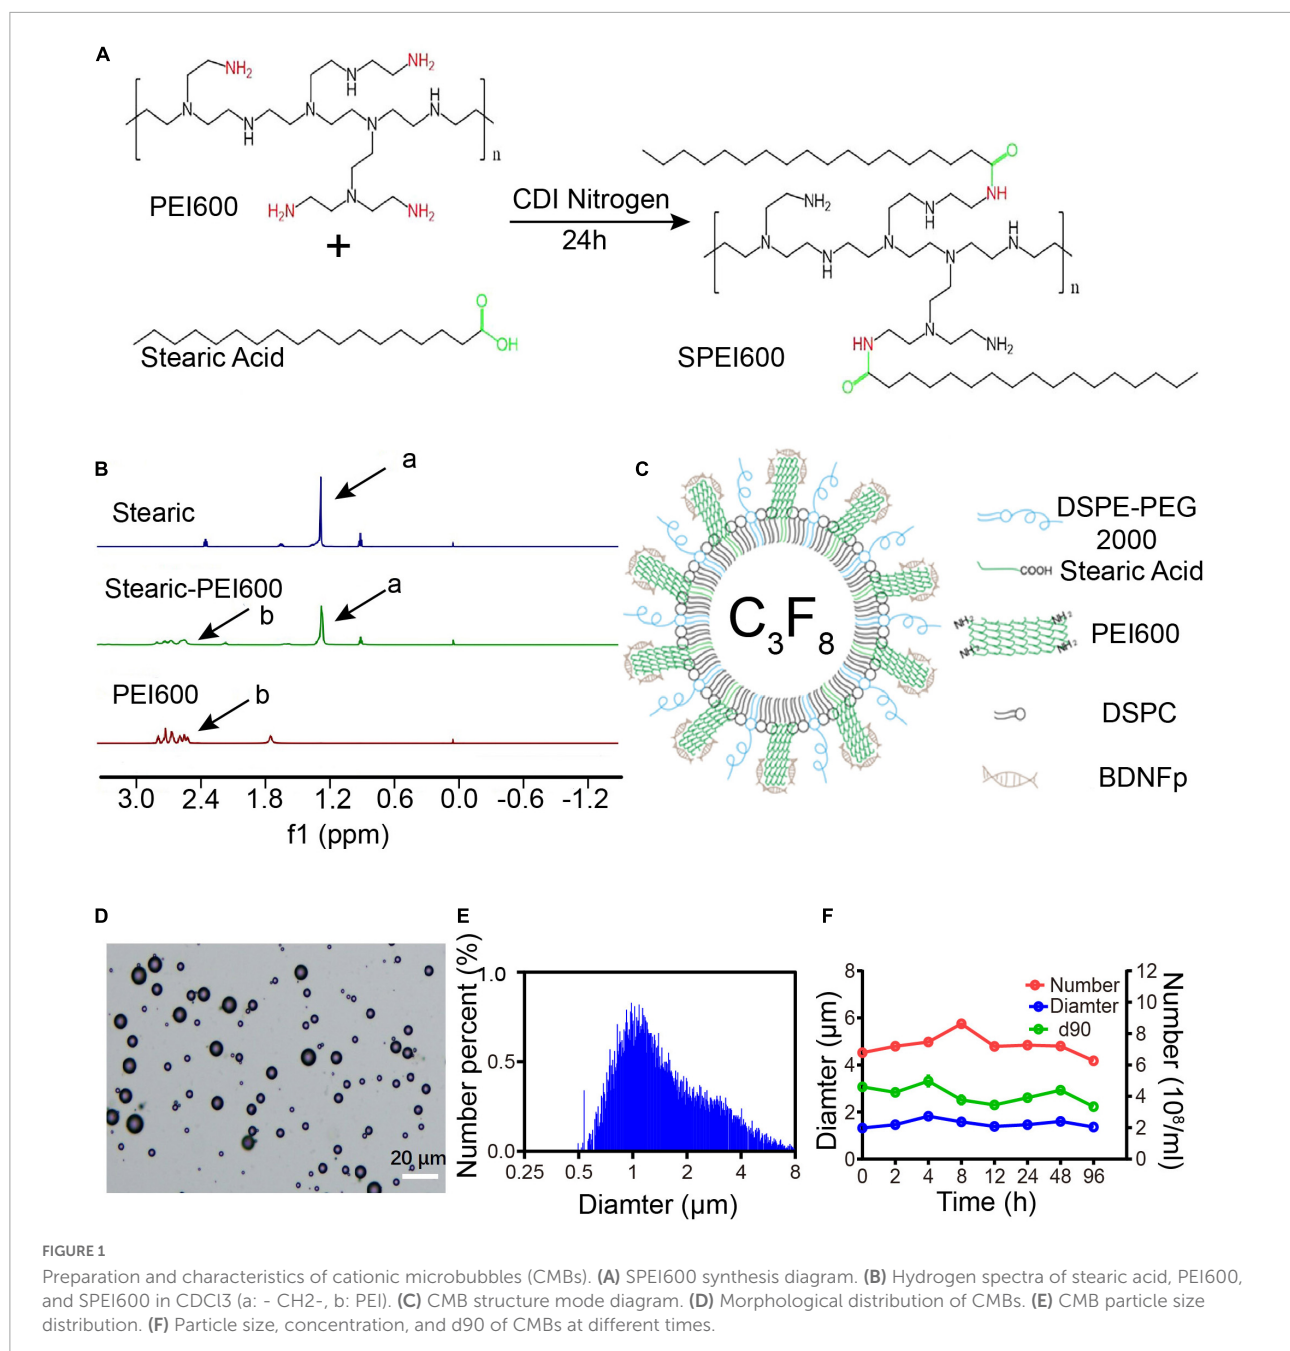 A
NH2
N
H
NH2
N
N
H
N
N
H
N
n
N
H2N
NH2
PEI600
+
Stearic Acid
O
OH
CDI Nitrogen
24h
O
NH
NH2
N
H
N
N
H
N
N
H
N
n
N
HN
NH2
O
SPEI600
B
Stearic
a
Stearic-PEI600
b
a
PEI600
b
3.0 2.4 1.8 1.2 0.6 0.0 -0.6 -1.2
f1 (ppm)
C
C3F8
DSPE-PEG
2000
COOH
Stearic Acid
NH2
NH2
NH2
NH2
PEI600
DSPC
BDNFp
D
20 µm
E
Number percent (%)
1.0
0.5
0.0
0.25 0.5 1 2 4 8
Diamter (µm)
F
Diamter (µm)
8
6
4
2
0
Number
Diamter
d90
12
10
8
6
4
2
0
Number (10⁸/ml)
0 2 4 8 12 24 48 96
Time (h)
FIGURE 1
Preparation and characteristics of cationic microbubbles (CMBs). (A) SPEI600 synthesis diagram. (B) Hydrogen spectra of stearic acid, PEI600,
and SPEI600 in CDCl3 (a: - CH2-, b: PEI). (C) CMB structure mode diagram. (D) Morphological distribution of CMBs. (E) CMB particle size
distribution. (F) Particle size, concentration, and d90 of CMBs at different times.